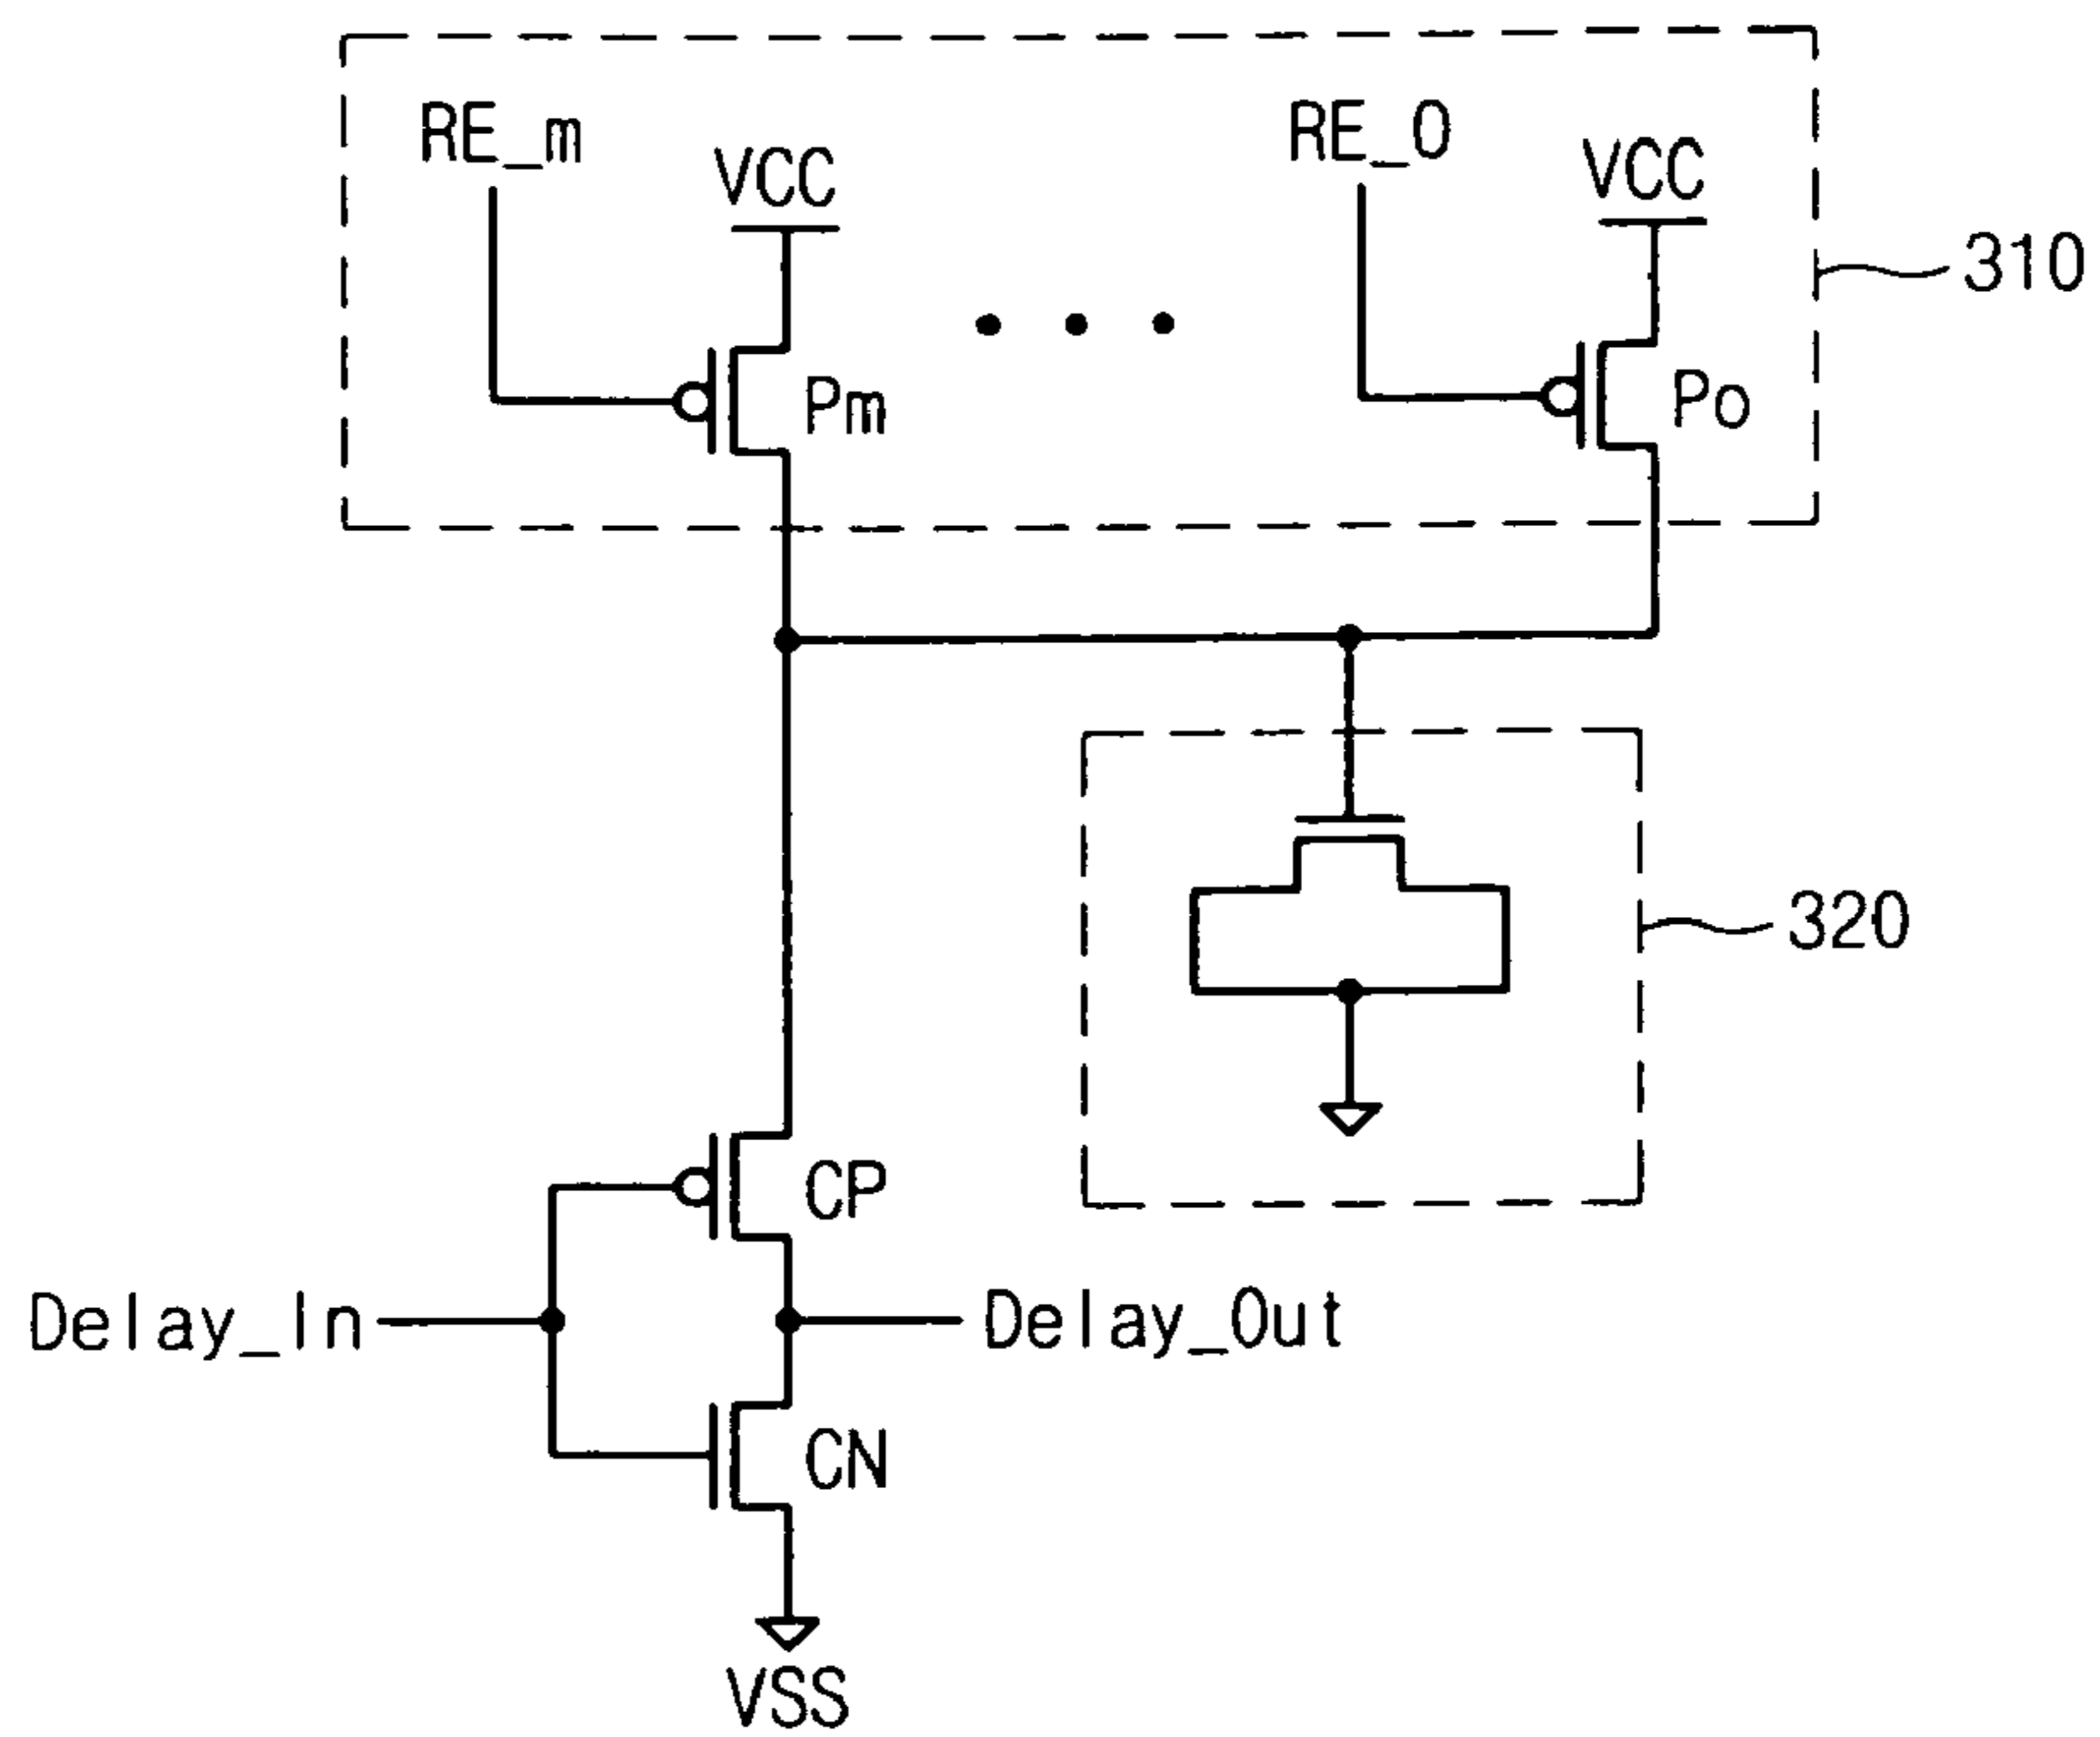 RE_m
VCC
RE_0
VCC
310
Pm
Po
320
CP
Delay_In
Delay_Out
CN
VSS